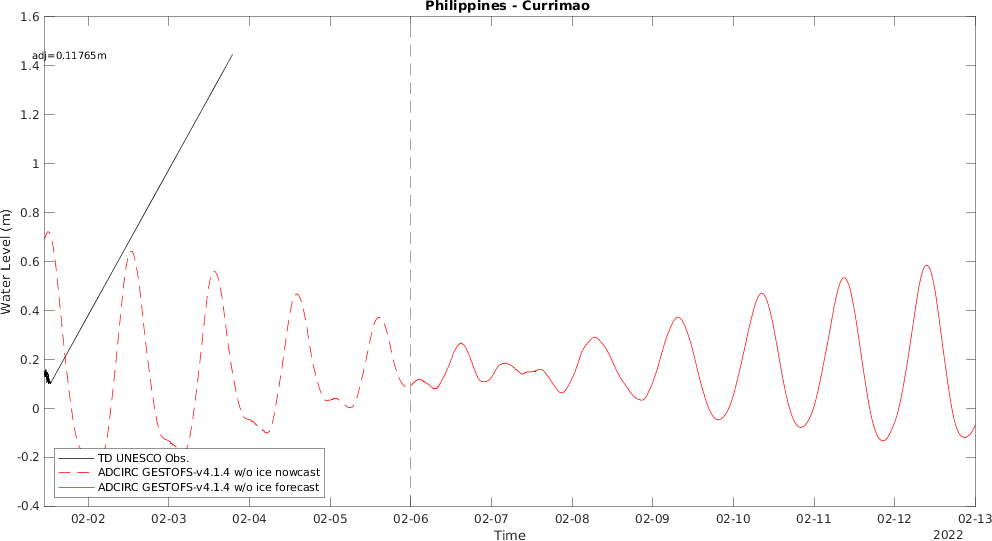 Philippines - Currimao
adj=0.11765m
Water Level (m)
1.6
1.4
1.2
1
0.8
0.6
0.4
0.2
0
-0.2
-0.4
TD UNESCO Obs.
ADCIRC GESTOFS-v4.1.4 w/o ice nowcast
ADCIRC GESTOFS-v4.1.4 w/o ice forecast
02-02 02-03 02-04 02-05 02-06 02-07 02-08 02-09 02-10 02-11 02-12 02-13
Time
2022